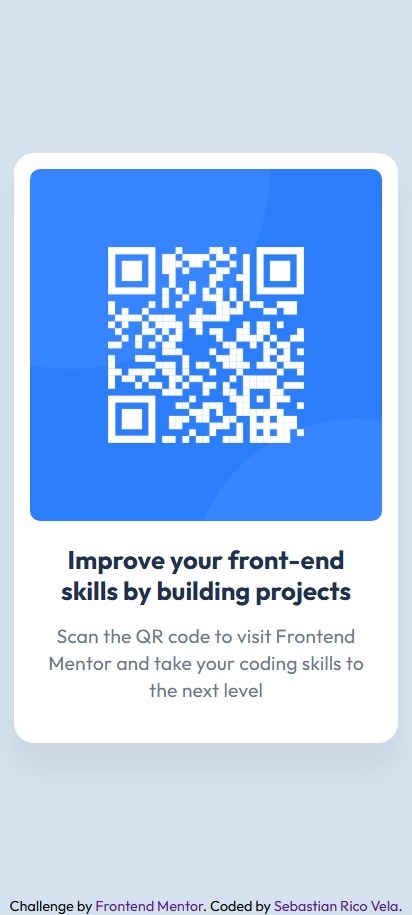 Improve your front-end
skills by building projects
Scan the QR code to visit Frontend
Mentor and take your coding skills to
the next level
Challenge by Frontend Mentor. Coded by Sebastian Rico Vela.